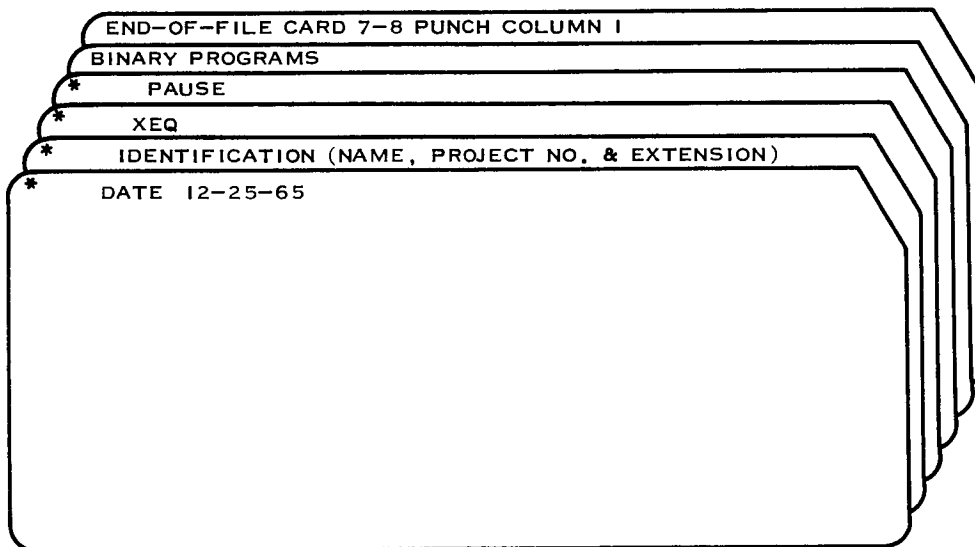 END-OF-FILE CARD 7-8 PUNCH COLUMN 1
BINARY PROGRAMS
* PAUSE
* XEQ
* IDENTIFICATION (NAME, PROJECT NO. & EXTENSION)
* DATE 12-25-65